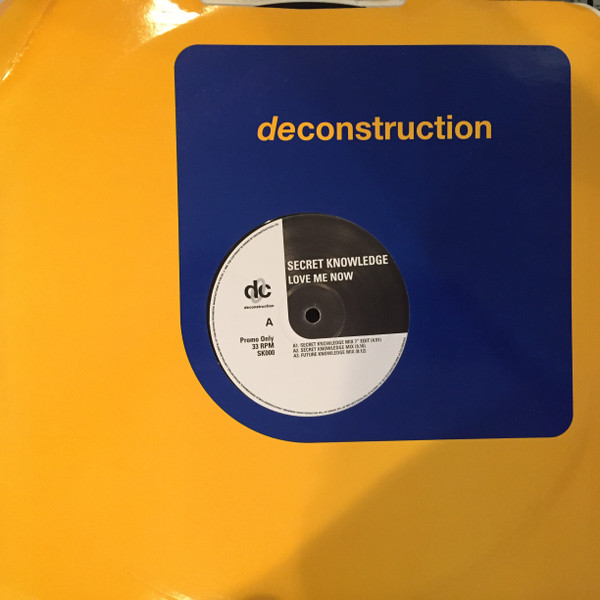 deconstruction
SECRET KNOWLEDGE
LOVE ME NOW
dc
deconstruction
A
Promo Only
33 RPM
SK000
A1. SECRET KNOWLEDGE MIX 7" EDIT
A2. SECRET KNOWLEDGE MIX
A3. FUTURE KNOWLEDGE MIX